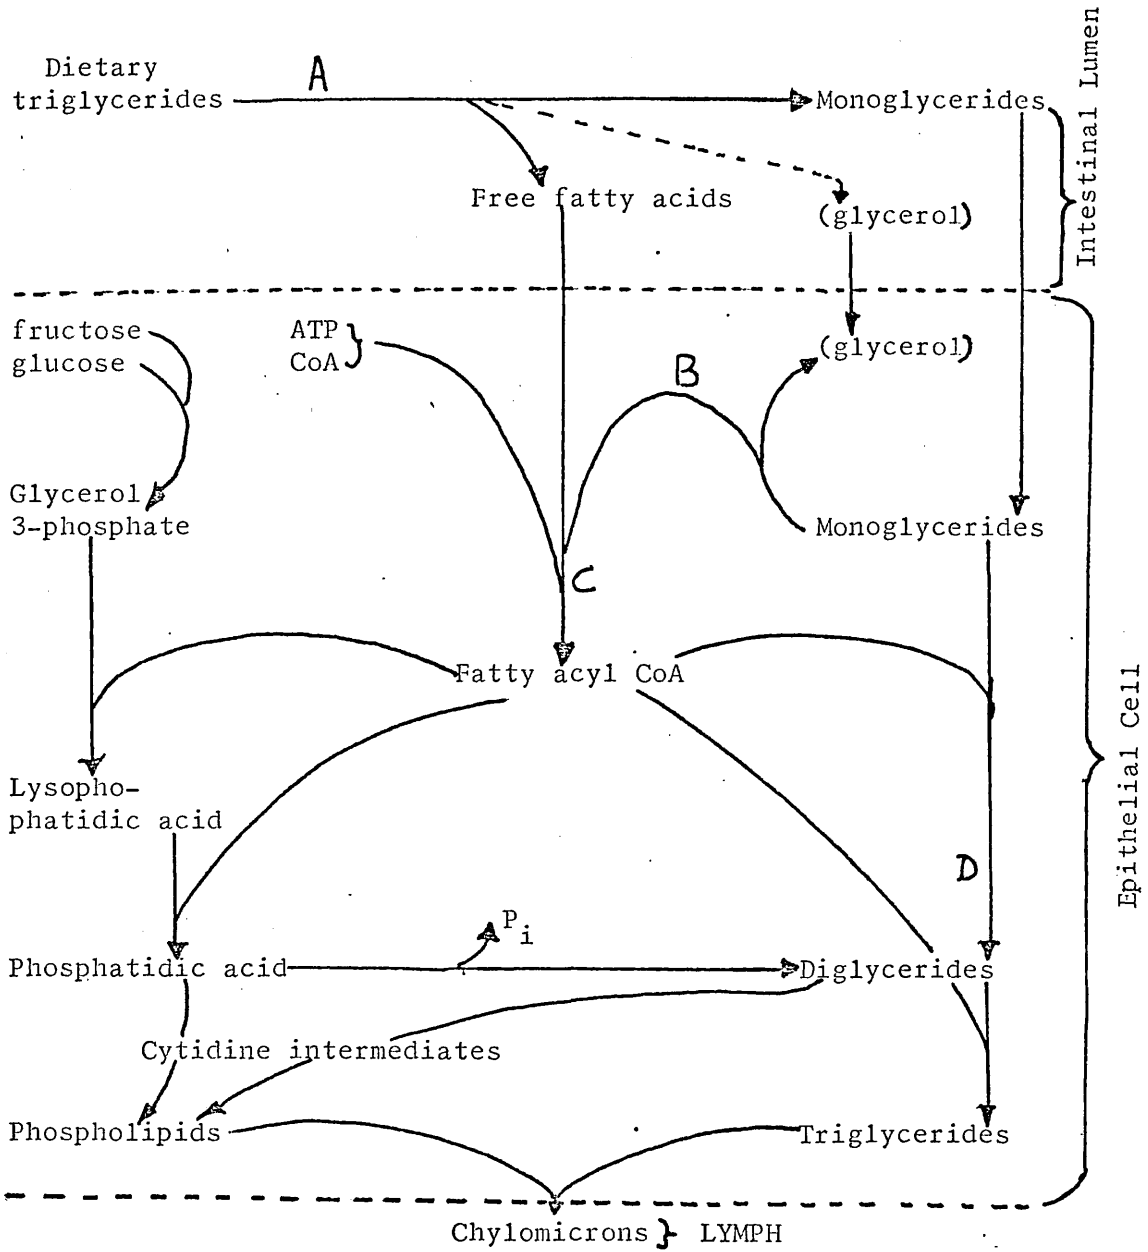 Dietary
triglycerides
A
Monoglycerides
Intestinal Lumen
Free fatty acids
(glycerol)
fructose
glucose
ATP
CoA
(glycerol)
B
Glycerol
3-phosphate
Monoglycerides
C
Fatty acyl CoA
Epithelial Cell
Lysopho-
phatidic acid
D
Pi
Phosphatidic acid
Diglycerides
Cytidine intermediates
Phospholipids
Triglycerides
Chylomicrons } LYMPH